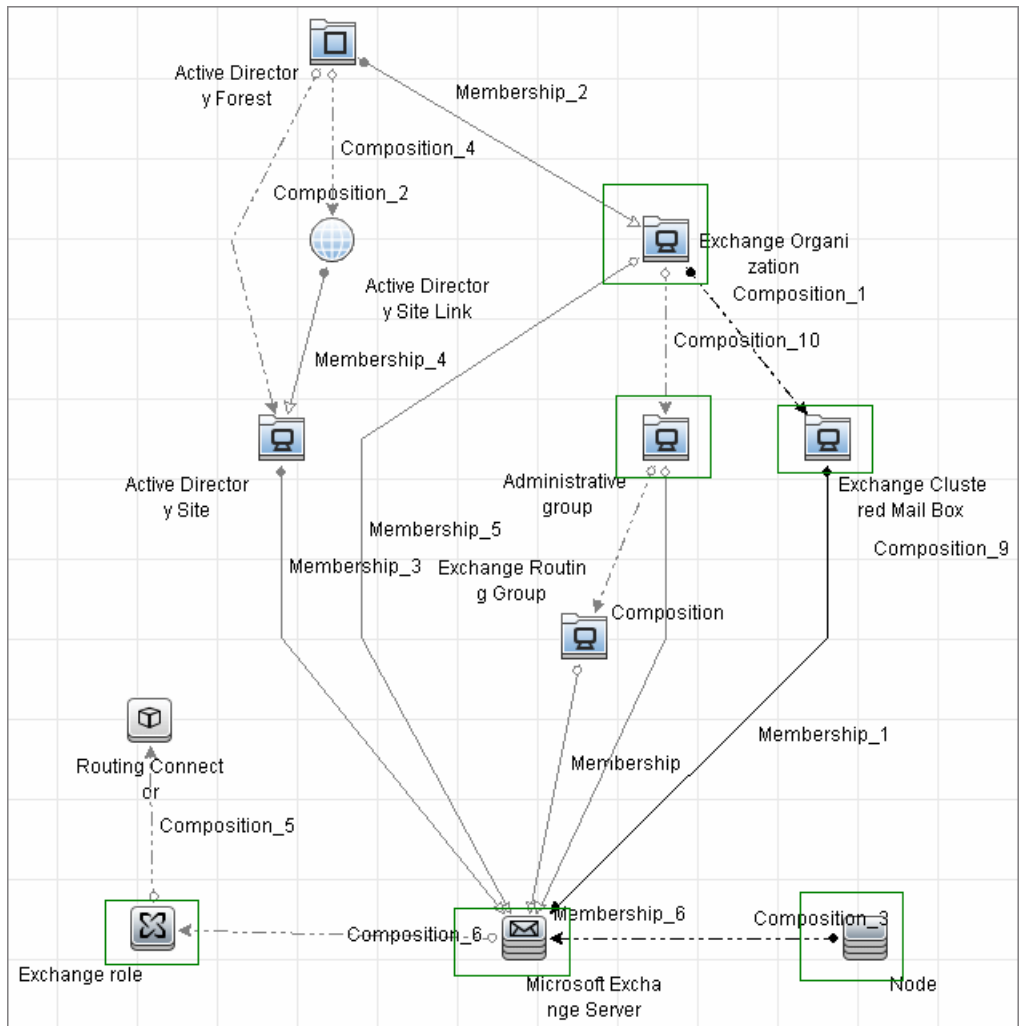 Active Director
y Forest
Membership_2
Composition_4
Composition_2
Exchange Organi
zation
Active Director
y Site Link
Composition_1
Composition_10
Membership_4
Active Director
y Site
Administrative
group
Exchange Cluste
red Mail Box
Membership_5
Composition_9
Membership_3
Exchange Routin
g Group
Composition
Membership_1
Routing Connect
or
Membership
Composition_5
Membership_6
Composition_3
Composition_6
Exchange role
Microsoft Excha
nge Server
Node